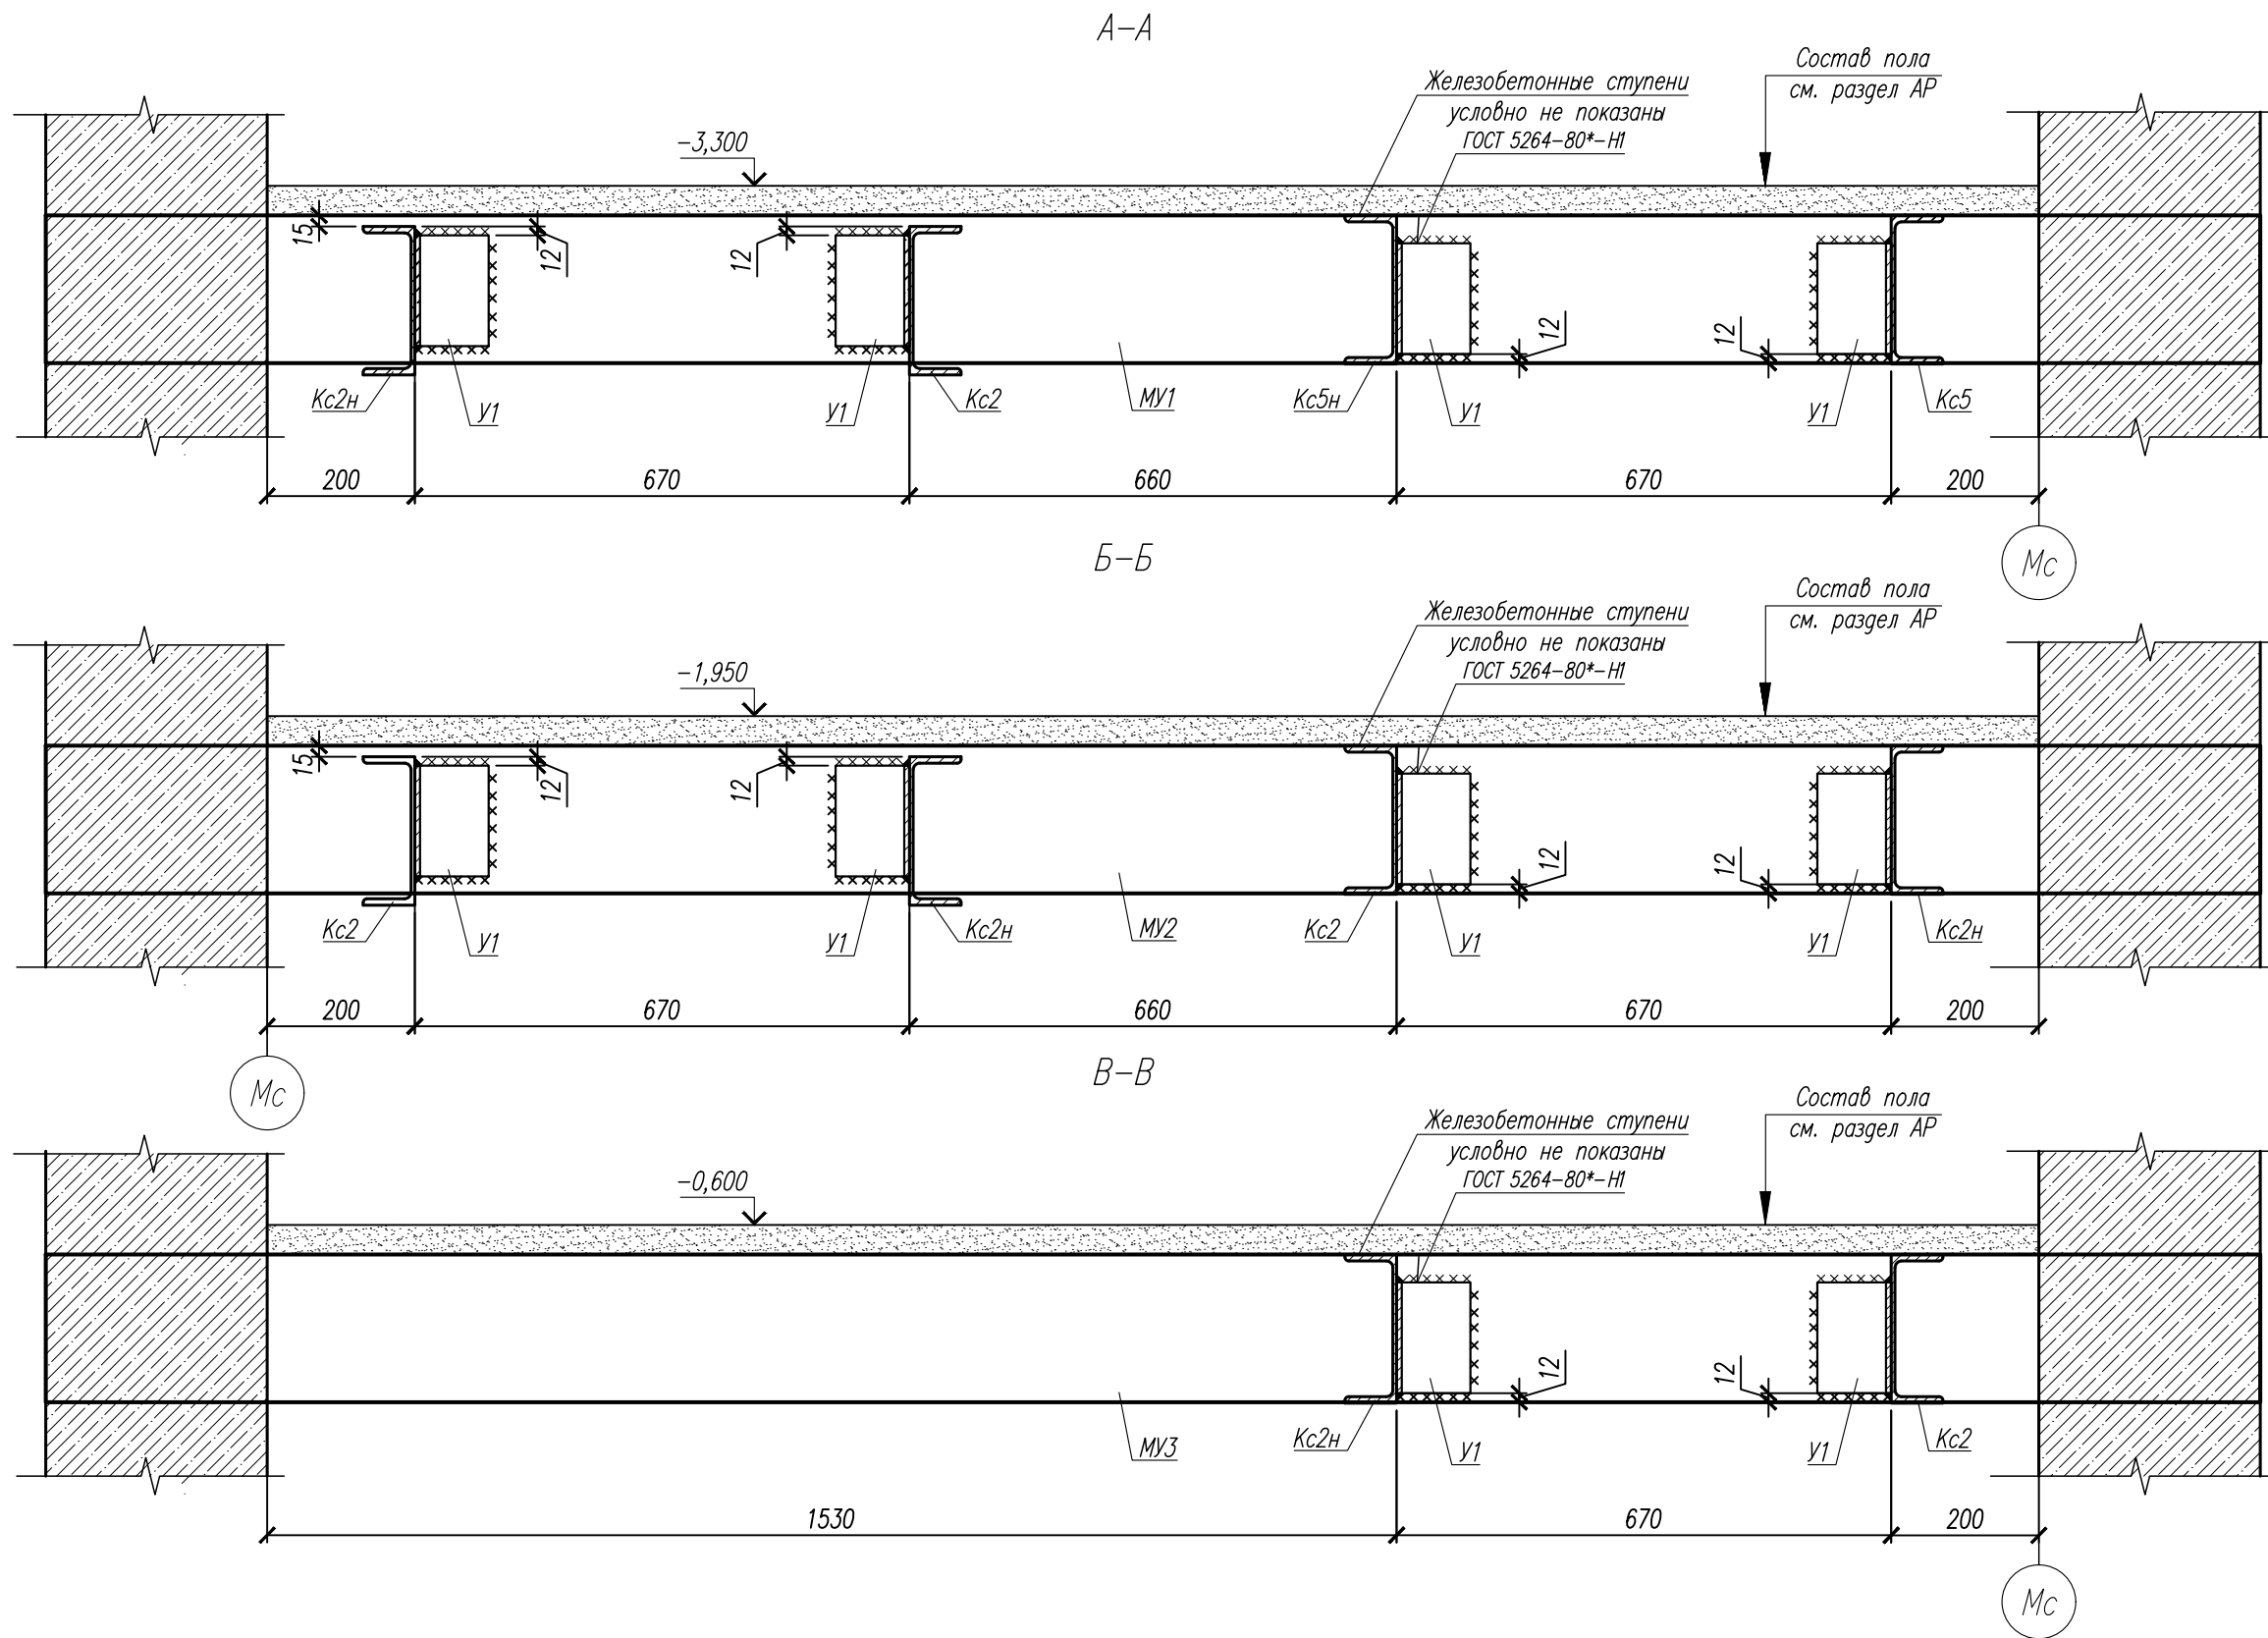 А-А
Состав пола
см. раздел АР
Железобетонные ступени
условно не показаны
ГОСТ 5264-80*-Н1
-3,300
15
12
12
12
12
Кс2н
У1
У1
Кс2
МУ1
Кс5н
У1
У1
Кс5
200
670
660
670
200
Мс
Б-Б
Состав пола
см. раздел АР
Железобетонные ступени
условно не показаны
ГОСТ 5264-80*-Н1
-1,950
15
12
12
12
12
Кс2
У1
У1
Кс2н
МУ2
Кс2
У1
У1
Кс2н
200
670
660
670
200
Мс
В-В
Состав пола
см. раздел АР
Железобетонные ступени
условно не показаны
ГОСТ 5264-80*-Н1
-0,600
12
12
МУ3
Кс2н
У1
У1
Кс2
1530
670
200
Мс